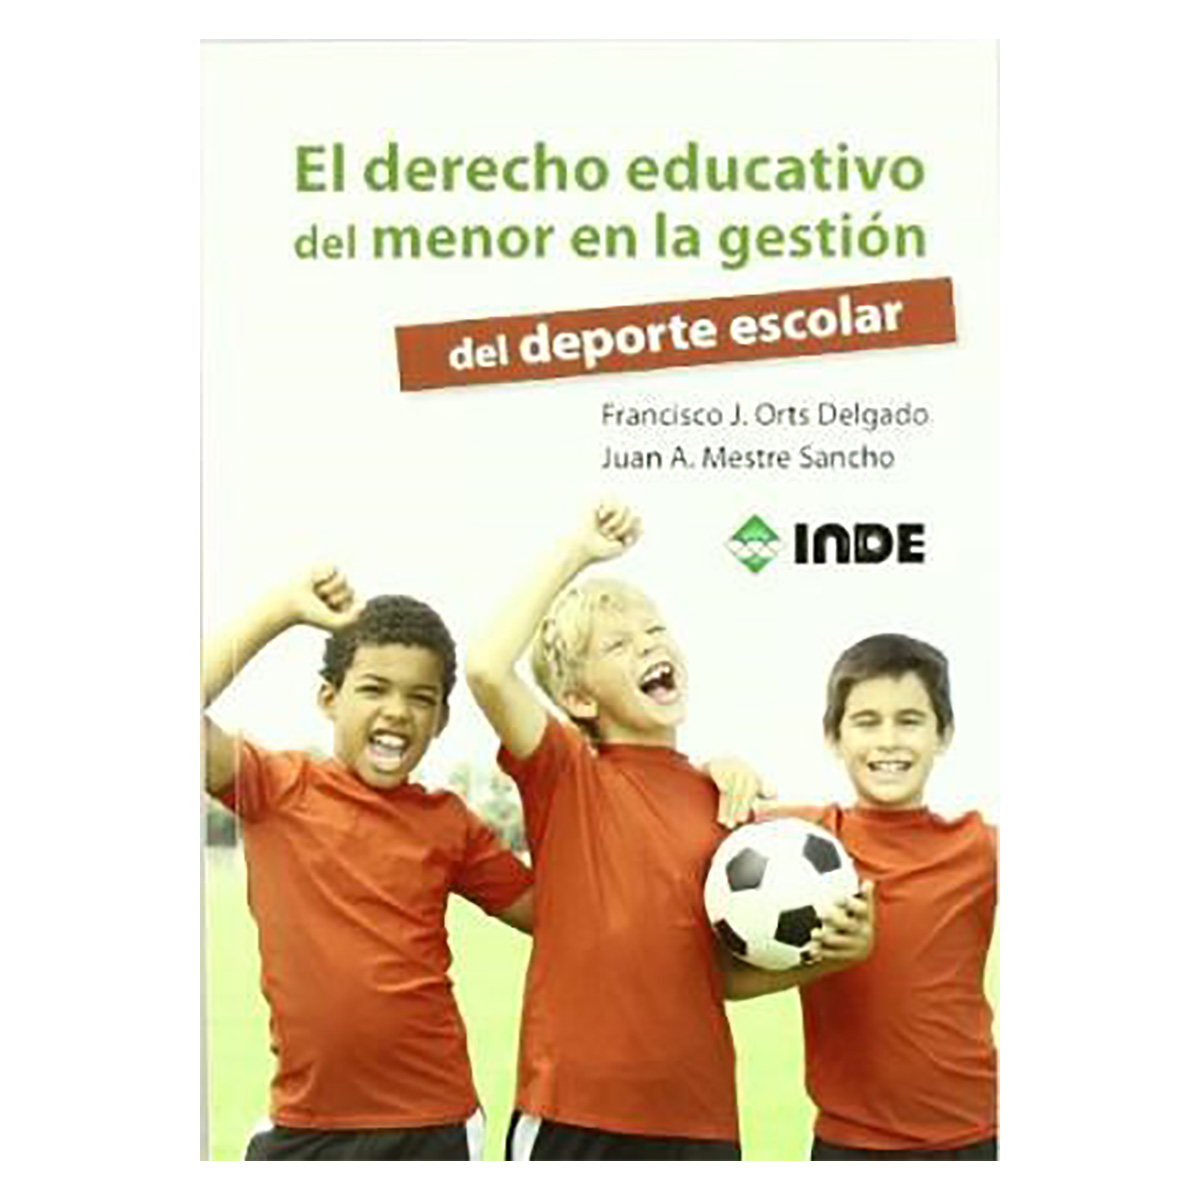 El derecho educativo
del menor en la gestión
del deporte escolar
Francisco J. Orts Delgado
Juan A. Mestre Sancho
INDE